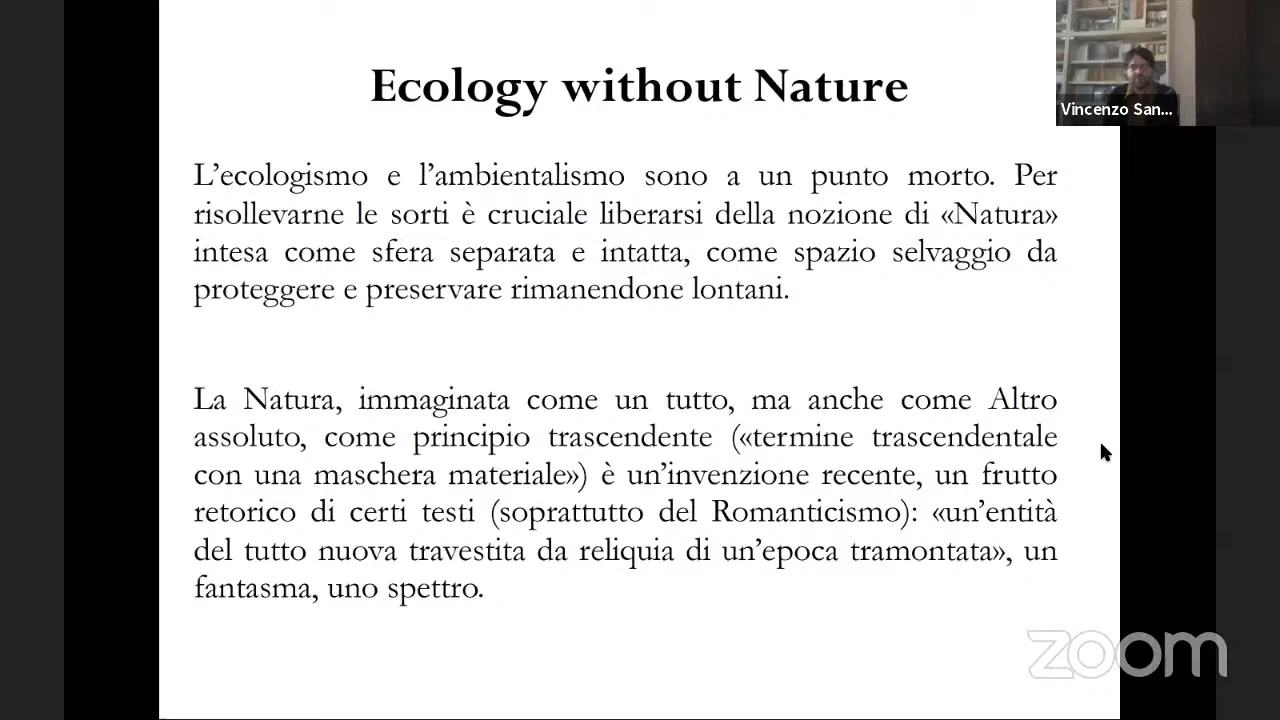 Ecology without Nature
Vincenzo San...
L’ecologismo e l’ambientalismo sono a un punto morto. Per
risollevarne le sorti è cruciale liberarsi della nozione di «Natura»
intesa come sfera separata e intatta, come spazio selvaggio da
proteggere e preservare rimanendone lontani.
La Natura, immaginata come un tutto, ma anche come Altro
assoluto, come principio trascendente («termine trascendentale
con una maschera materiale») è un’invenzione recente, un frutto
retorico di certi testi (soprattutto del Romanticismo): «un’entità
del tutto nuova travestita da reliquia di un’epoca tramontata», un
fantasma, uno spettro.
zoom